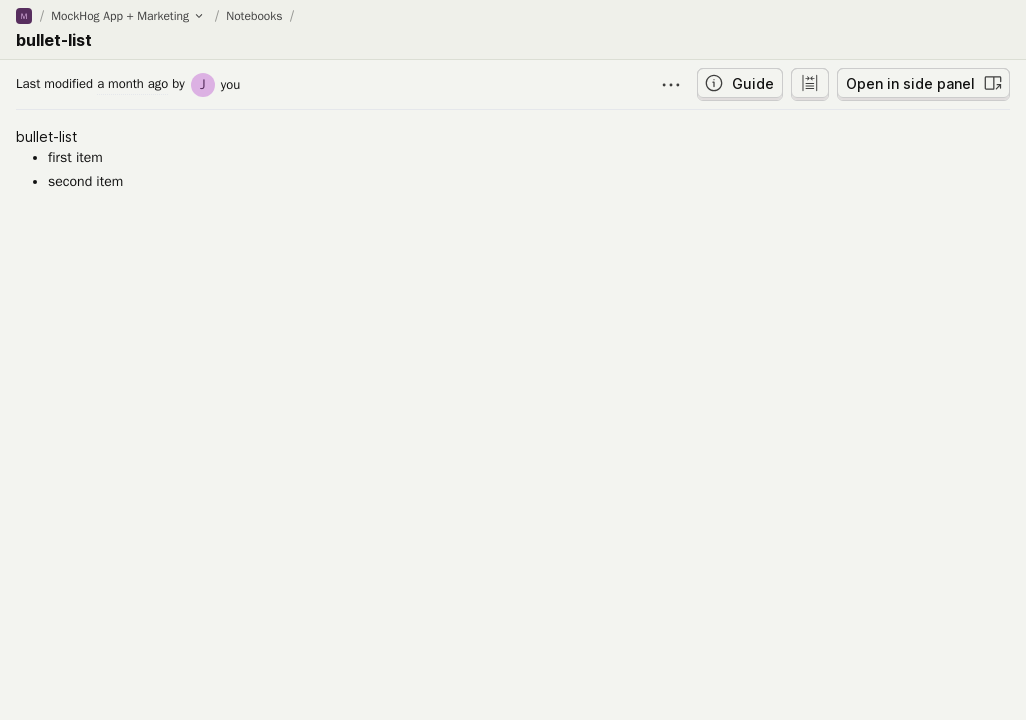 M / MockHog App + Marketing / Notebooks /
bullet-list
Last modified a month ago by J you
Guide
Open in side panel
bullet-list
• first item
• second item